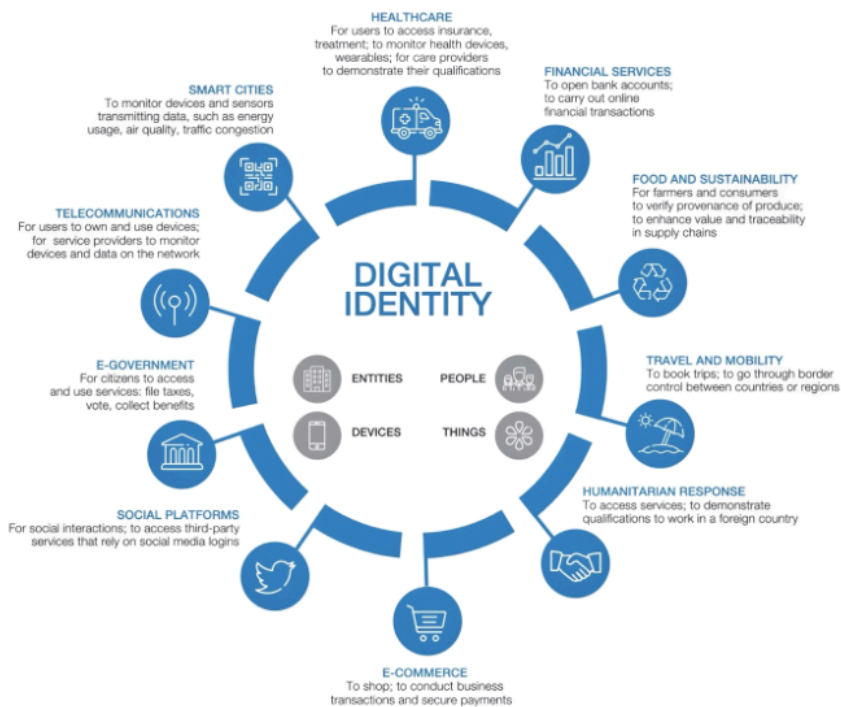 HEALTHCARE
For users to access insurance,
treatment; to monitor health devices,
wearables; for care providers
to demonstrate their qualifications
FINANCIAL SERVICES
To open bank accounts;
to carry out online
financial transactions
FOOD AND SUSTAINABILITY
For farmers and consumers
to verify provenance of produce;
to enhance value and traceability
in supply chains
TRAVEL AND MOBILITY
To book trips; to go through border
control between countries or regions
HUMANITARIAN RESPONSE
To access services; to demonstrate
qualifications to work in a foreign country
E-COMMERCE
To shop; to conduct business
transactions and secure payments
SOCIAL PLATFORMS
For social interactions; to access third-party
services that rely on social media logins
E-GOVERNMENT
For citizens to access
and use services: file taxes,
vote, collect benefits
TELECOMMUNICATIONS
For users to own and use devices;
for service providers to monitor
devices and data on the network
SMART CITIES
To monitor devices and sensors
transmitting data, such as energy
usage, air quality, traffic congestion
DIGITAL
IDENTITY
ENTITIES
PEOPLE
DEVICES
THINGS